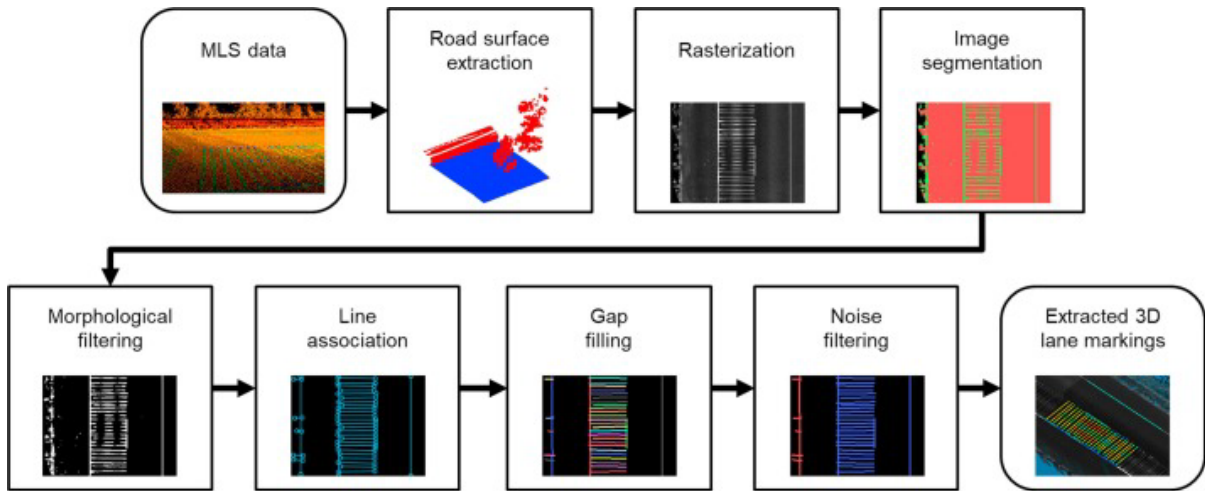 MLS data
Road surface
extraction
Rasterization
Image
segmentation
Morphological
filtering
Line
association
Gap
filling
Noise
filtering
Extracted 3D
lane markings